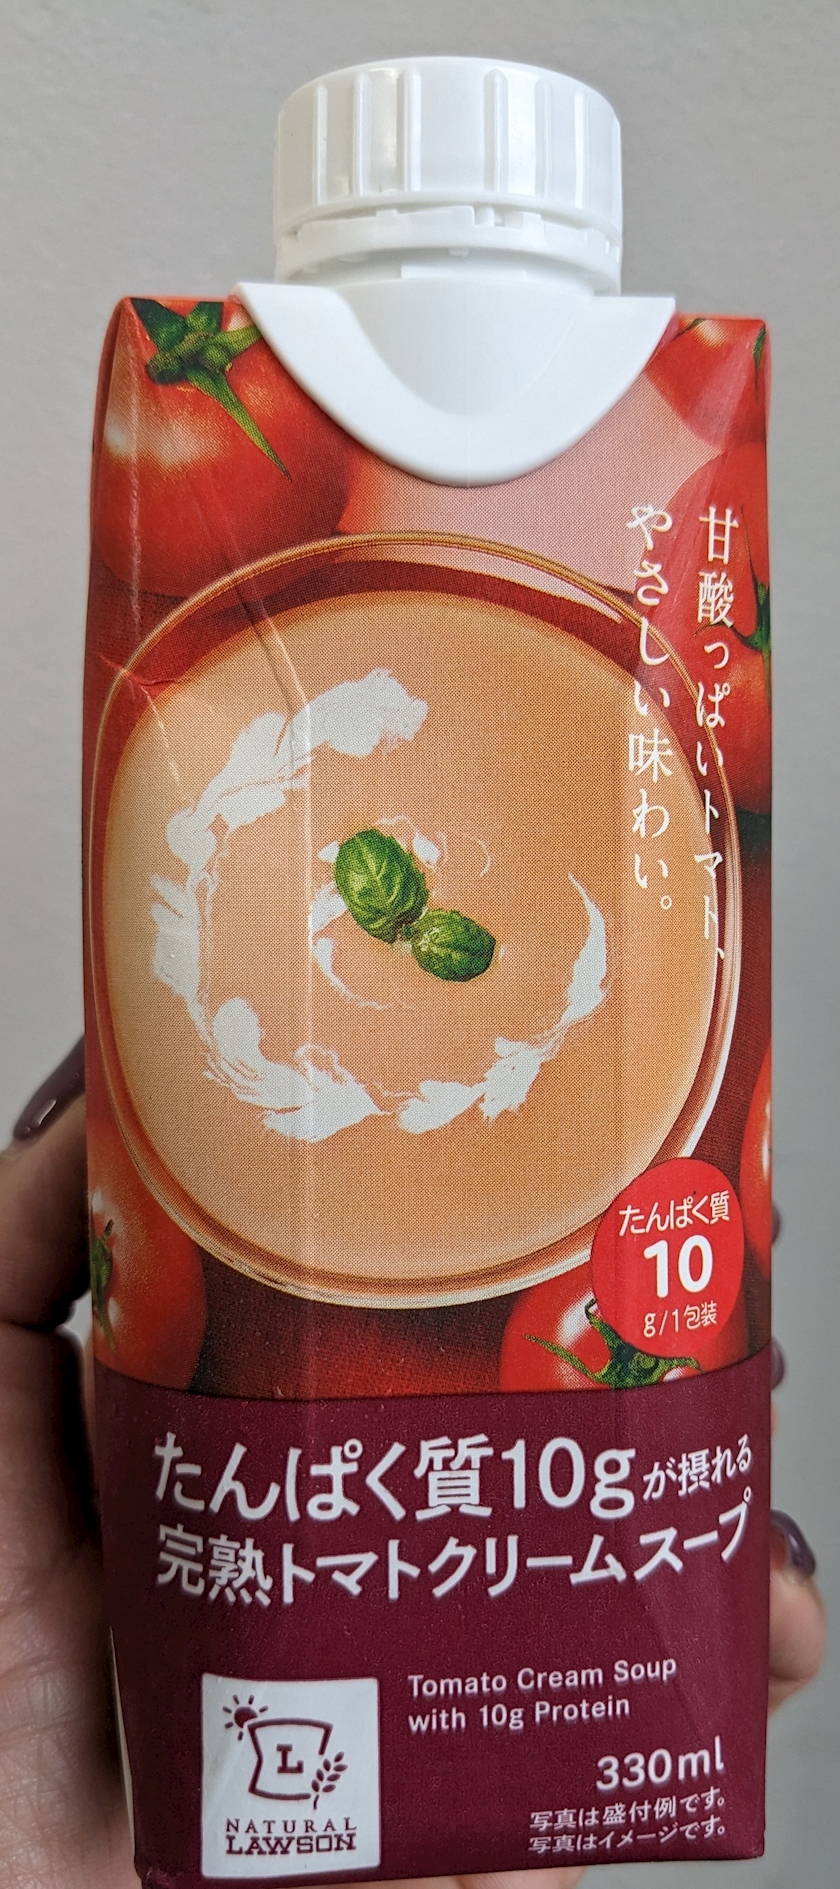 甘酸っぱいトマト、
やさしい味わい。
たんぱく質
10
g/1包装
たんぱく質10gが摂れる
完熟トマトクリームスープ
Tomato Cream Soup
with 10g Protein
330ml
写真は盛付例です。
写真はイメージです。
L
NATURAL
LAWSON